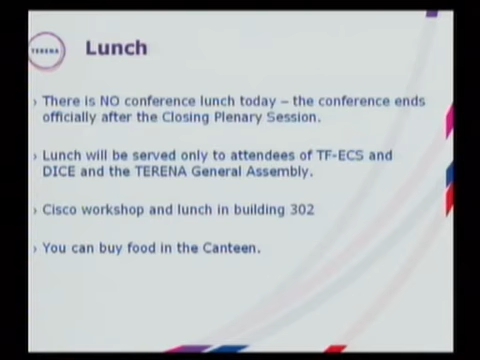 TERENA
Lunch
› There is NO conference lunch today – the conference ends
officially after the Closing Plenary Session.
› Lunch will be served only to attendees of TF-ECS and
DICE and the TERENA General Assembly.
› Cisco workshop and lunch in building 302
› You can buy food in the Canteen.